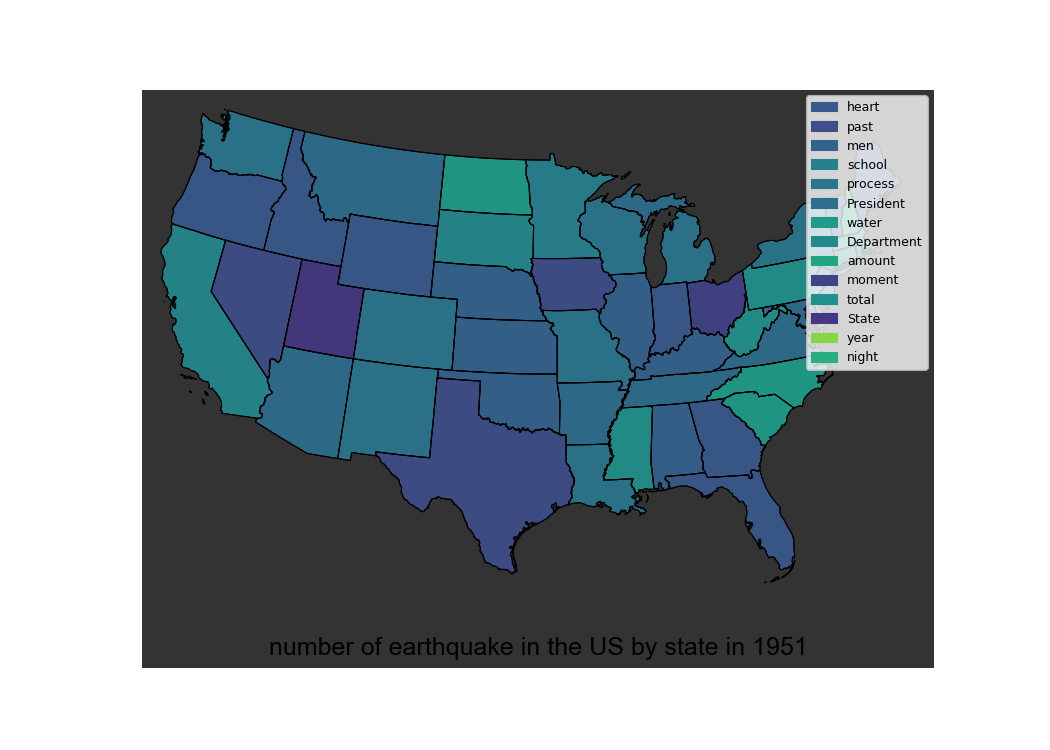 heart
past
men
school
process
President
water
Department
amount
moment
total
State
year
night
number of earthquake in the US by state in 1951